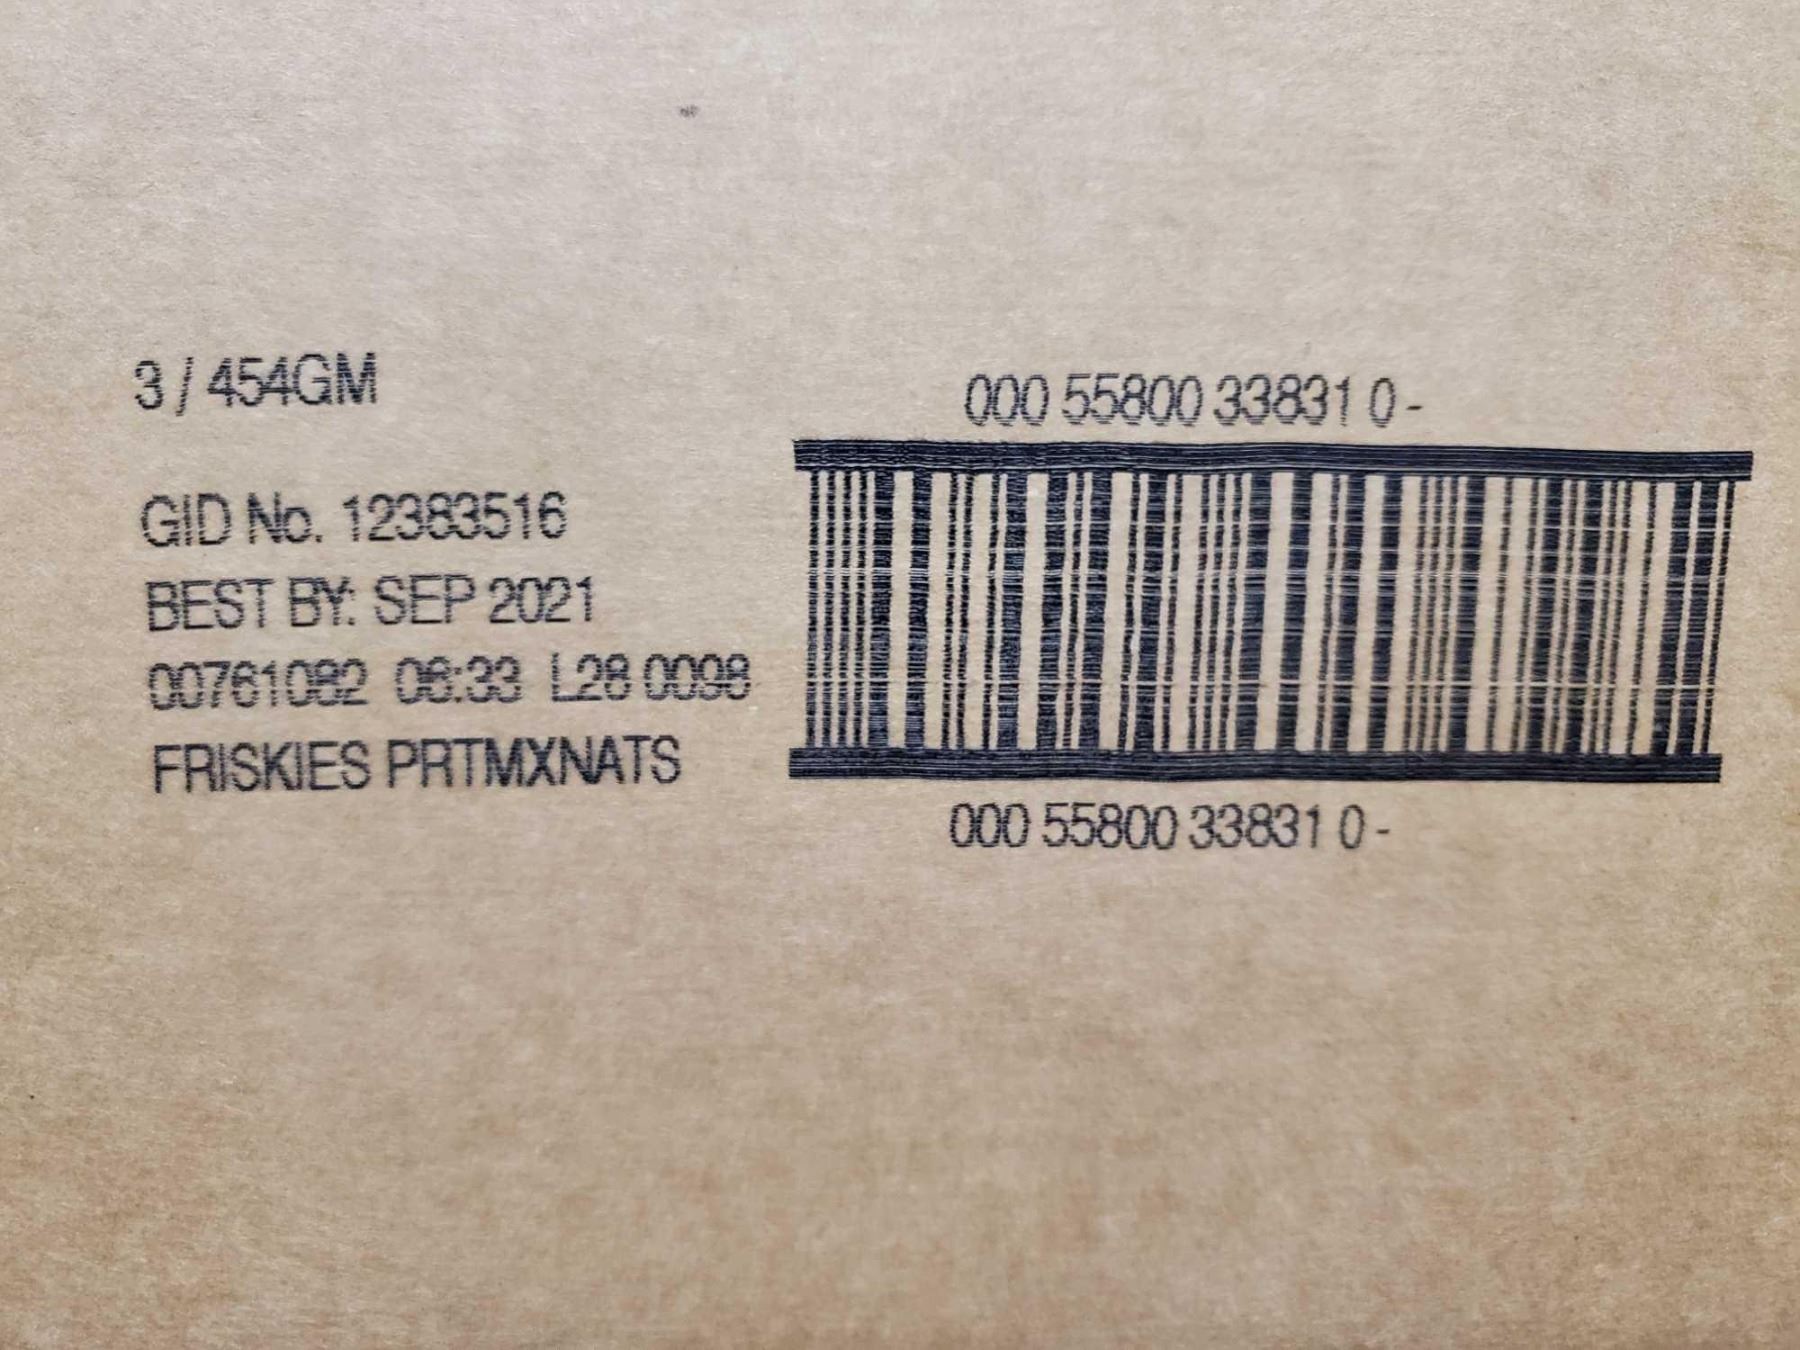 3 / 454GM
GID No. 12383516
BEST BY: SEP 2021
00761082 06:33 L28 0098
FRISKIES PRTMXNATS
000 55800 33831 0 -
000 55800 33831 0 -